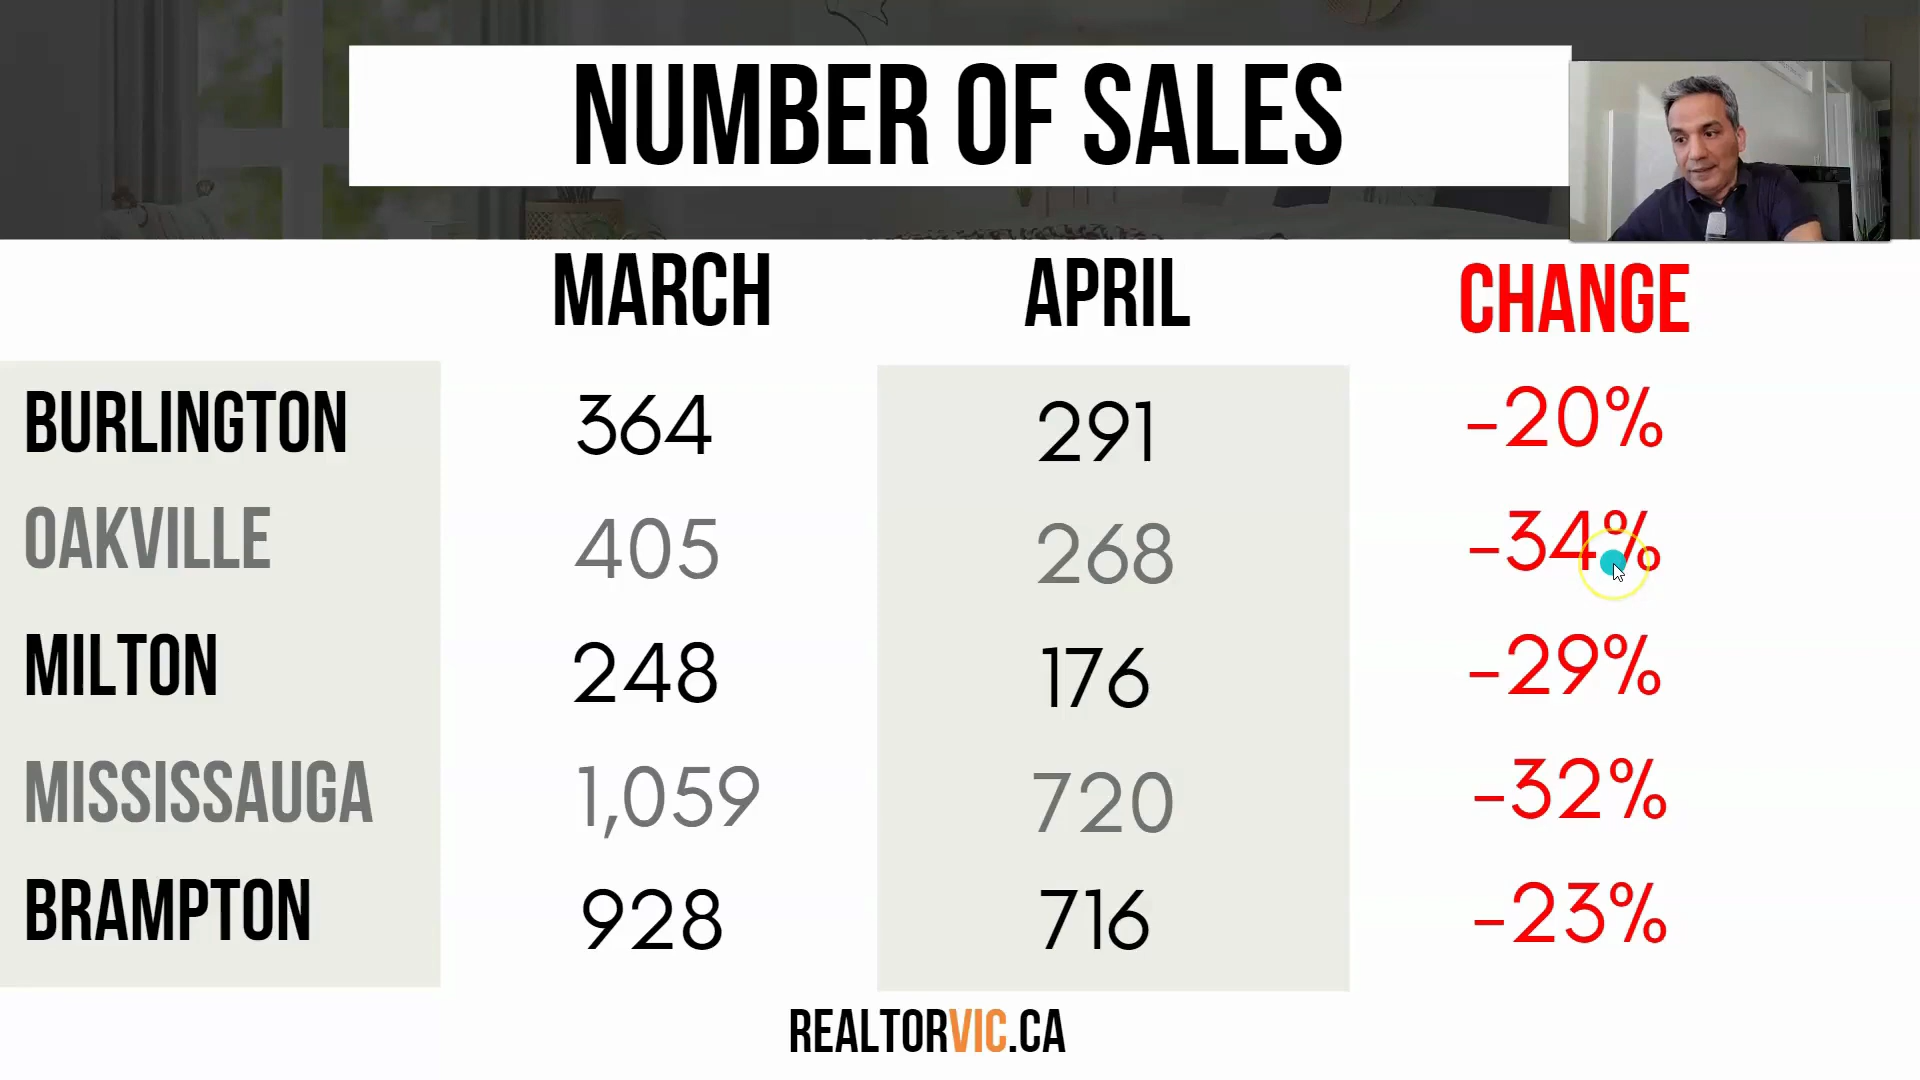 NUMBER OF SALES
MARCH APRIL CHANGE
BURLINGTON 364 291 -20%
OAKVILLE 405 268 -34%
MILTON 248 176 -29%
MISSISSAUGA 1,059 720 -32%
BRAMPTON 928 716 -23%
REALTORVIC.CA